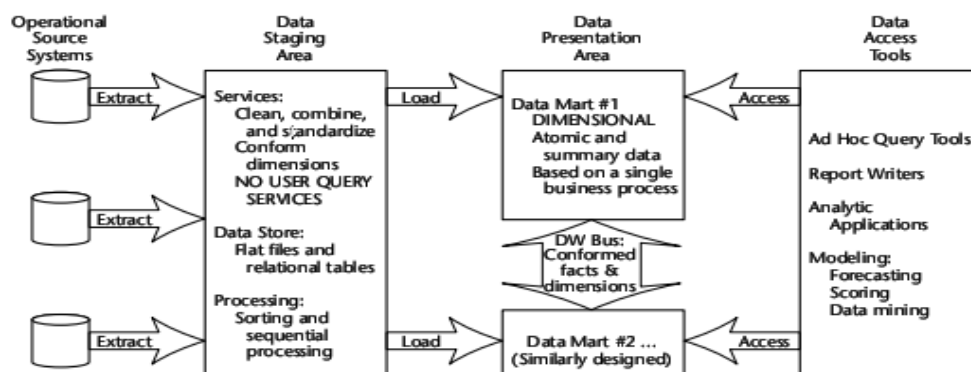 Operational
Source
Systems
Data
Staging
Area
Data
Presentation
Area
Data
Access
Tools
Extract
Extract
Extract
Services:
Clean, combine,
and standardize
Conform
dimensions
NO USER QUERY
SERVICES
Data Store:
Flat files and
relational tables
Processing:
Sorting and
sequential
processing
Load
Load
Data Mart #1
DIMENSIONAL
Atomic and
summary data
Based on a single
business process
DW Bus:
Conformed
facts &
dimensions
Data Mart #2 ...
(Similarly designed)
Access
Access
Ad Hoc Query Tools
Report Writers
Analytic
Applications
Modeling:
Forecasting
Scoring
Data mining